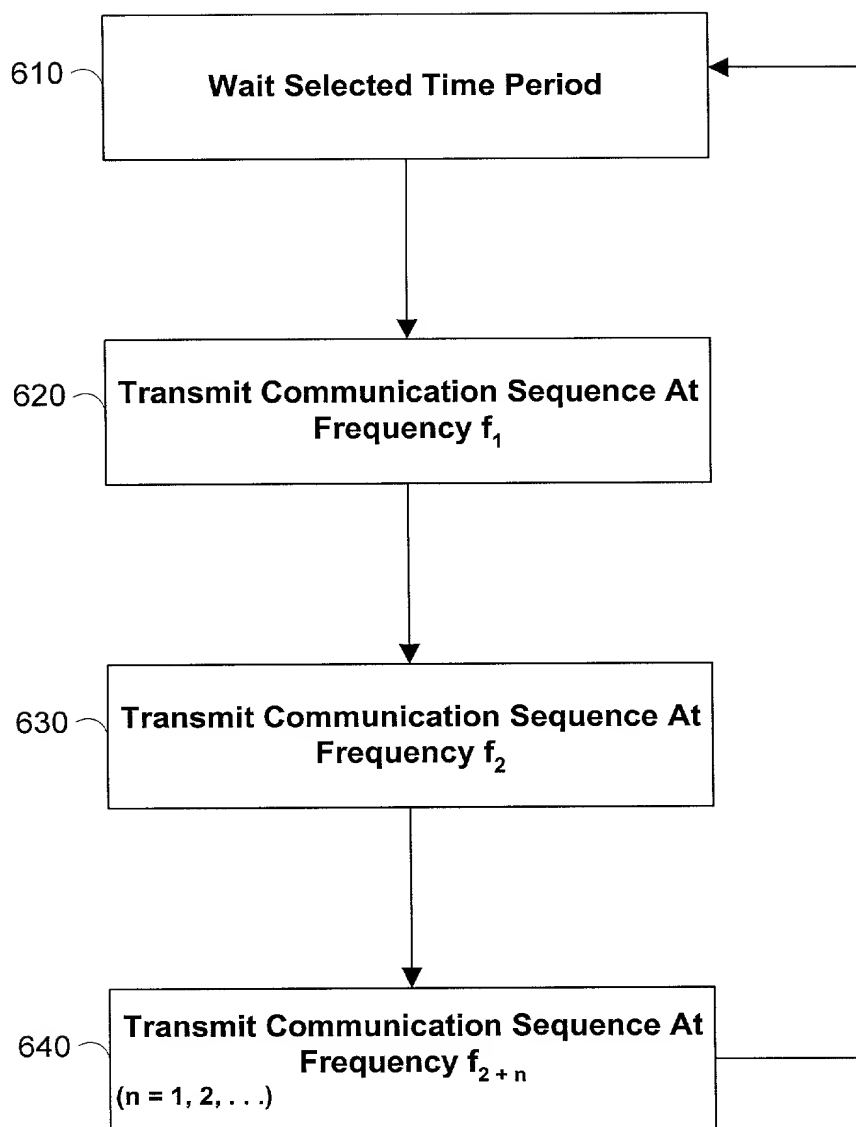 610
Wait Selected Time Period
620
Transmit Communication Sequence At
Frequency f₁
630
Transmit Communication Sequence At
Frequency f₂
640
Transmit Communication Sequence At
Frequency f₂ ₊ ₙ
(n = 1, 2, . . .)